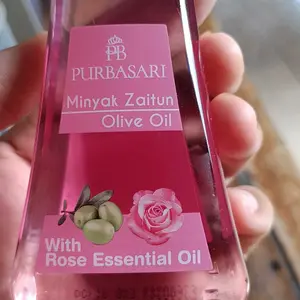 PB
PURBASARI
Minyak Zaitun
Olive Oil
With
Rose Essential Oil